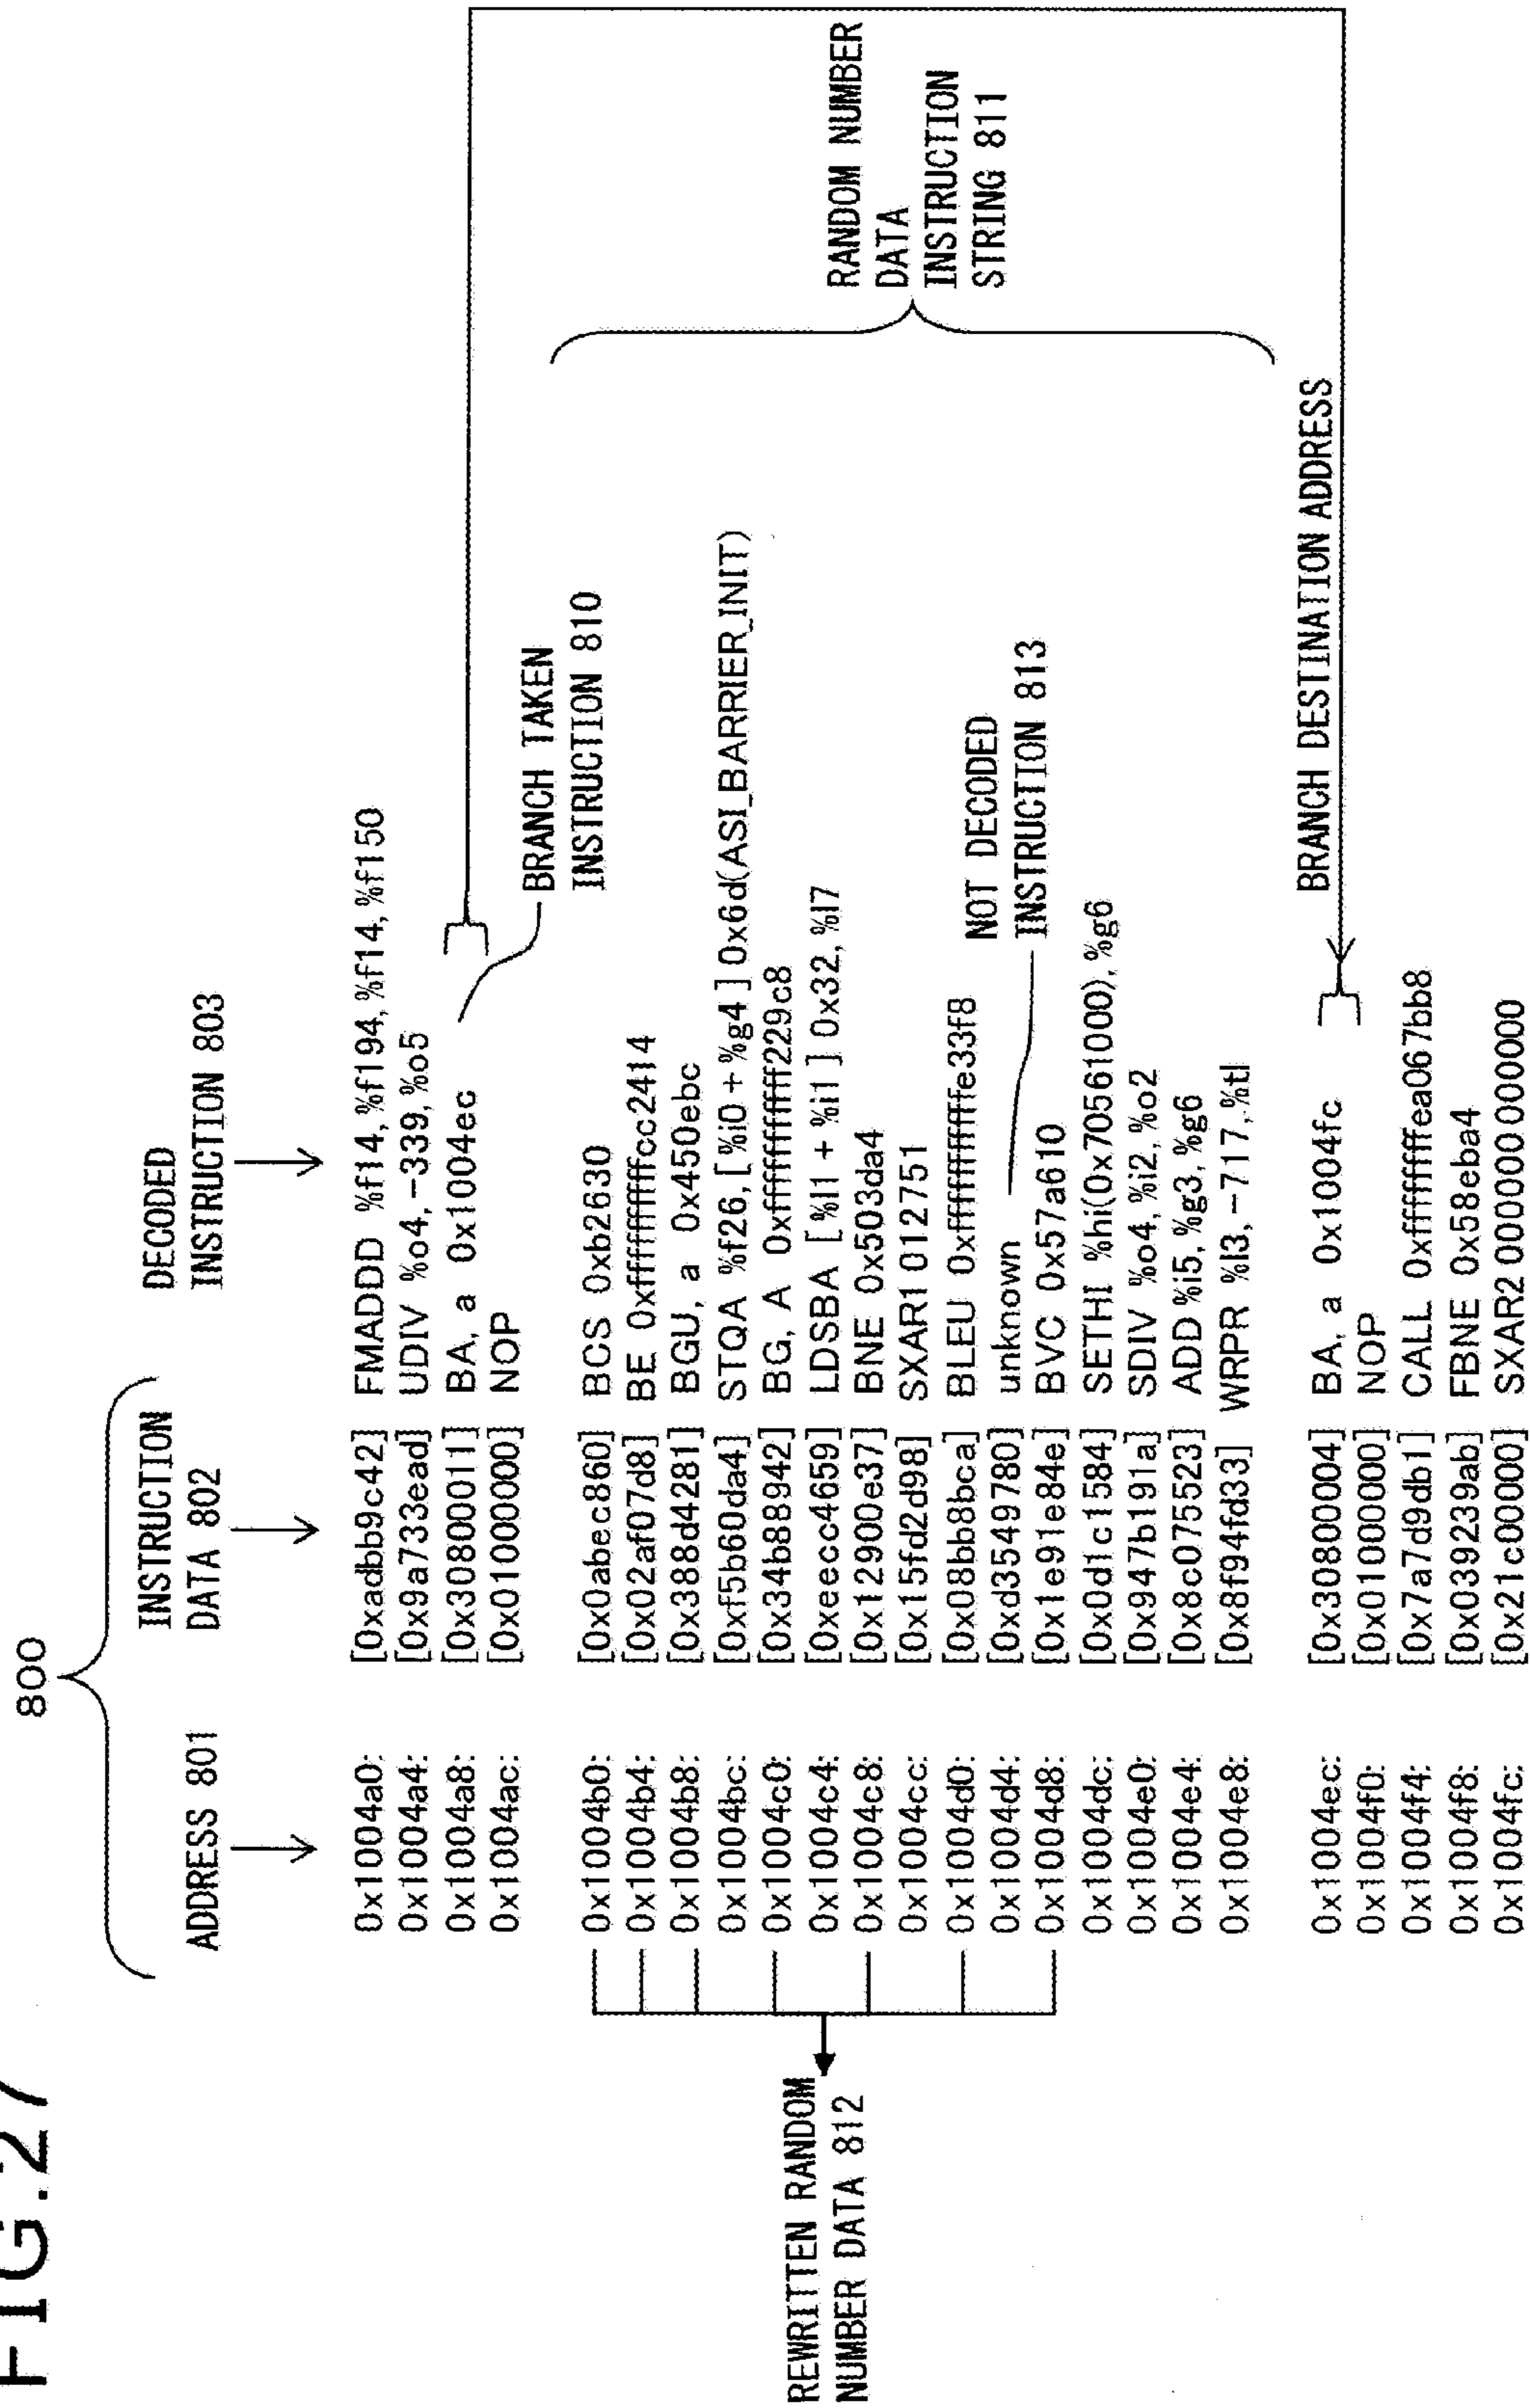 FIG.27
800
ADDRESS 801
INSTRUCTION
DATA 802
DECODED
INSTRUCTION 803
0x1004a0: [0xadbb9c42] FMADD %f14,%f194,%f14,%f150
0x1004a4: [0x9a733ead] UDIV %o4,-339,%o5
0x1004a8: [0x30800011] BA, a 0x1004ec
0x1004ac: [0x01000000] NOP
BRANCH TAKEN
INSTRUCTION 810
0x1004b0: [0x0abec860] BCS 0xb2630
0x1004b4: [0x02af07d8] BE 0xffffffffffcc2414
0x1004b8: [0x388d4281] BGU, a 0x450ebc
0x1004bc: [0xf5b60da4] STQA %f26,[%i0+%g4]0x6d(ASI_BARRIER_INIT)
0x1004c0: [0x34b88942] BG, A 0xfffffffffff229c8
0x1004c4: [0xeecc4659] LDSBA [%l1 + %i1] 0x32,%l7
0x1004c8: [0x12900e37] BNE 0x503da4
0x1004cc: [0x15fd2d98] SXAR1 012751
0x1004d0: [0x08bb8bca] BLEU 0xfffffffffffe33f8
0x1004d4: [0xd3549780] unknown
0x1004d8: [0x1e91e84e] BVC 0x57a610
0x1004dc: [0x0d1c1584] SETHI %hi(0x70561000),%g6
0x1004e0: [0x947b191a] SDIV %o4,%i2,%o2
0x1004e4: [0x8c075523] ADD %i5,%g3,%g6
0x1004e8: [0x8f94fd33] WRPR %l3,-717,%tl
NOT DECODED
INSTRUCTION 813
RANDOM NUMBER
DATA
INSTRUCTION
STRING 811
REWRITTEN RANDOM
NUMBER DATA 812
BRANCH DESTINATION ADDRESS
0x1004ec: [0x30800004] BA, a 0x1004fc
0x1004f0: [0x01000000] NOP
0x1004f4: [0x7a7d9db1] CALL 0xffffffffea067bb8
0x1004f8: [0x039239ab] FBNE 0x58eba4
0x1004fc: [0x21c00000] SXAR2 000000 000000